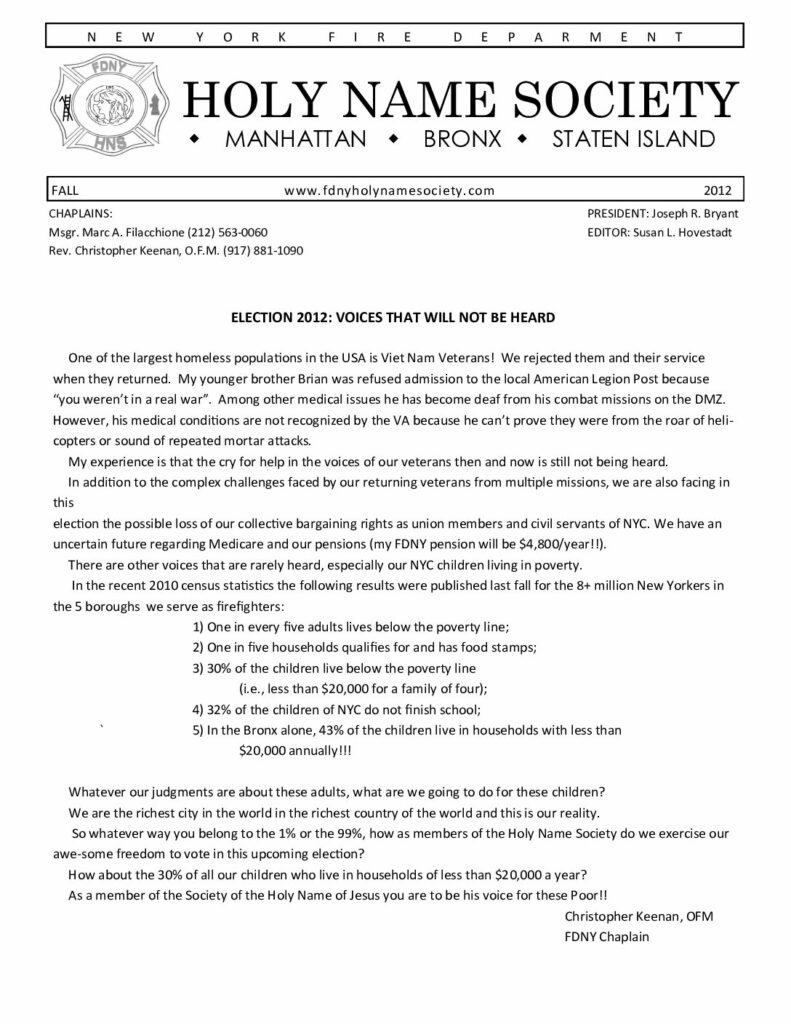 NEW YORK FIRE DEPARMENT
FDNY
HNS
HOLY NAME SOCIETY
◆ MANHATTAN ◆ BRONX ◆ STATEN ISLAND
FALL www.fdnyholynamesociety.com 2012
CHAPLAINS: PRESIDENT: Joseph R. Bryant
Msgr. Marc A. Filacchione (212) 563-0060 EDITOR: Susan L. Hovestadt
Rev. Christopher Keenan, O.F.M. (917) 881-1090
ELECTION 2012: VOICES THAT WILL NOT BE HEARD
One of the largest homeless populations in the USA is Viet Nam Veterans! We rejected them and their service
when they returned. My younger brother Brian was refused admission to the local American Legion Post because
“you weren’t in a real war”. Among other medical issues he has become deaf from his combat missions on the DMZ.
However, his medical conditions are not recognized by the VA because he can’t prove they were from the roar of heli-
copters or sound of repeated mortar attacks.
My experience is that the cry for help in the voices of our veterans then and now is still not being heard.
In addition to the complex challenges faced by our returning veterans from multiple missions, we are also facing in
this
election the possible loss of our collective bargaining rights as union members and civil servants of NYC. We have an
uncertain future regarding Medicare and our pensions (my FDNY pension will be $4,800/year!!).
There are other voices that are rarely heard, especially our NYC children living in poverty.
In the recent 2010 census statistics the following results were published last fall for the 8+ million New Yorkers in
the 5 boroughs we serve as firefighters:
1) One in every five adults lives below the poverty line;
2) One in five households qualifies for and has food stamps;
3) 30% of the children live below the poverty line
(i.e., less than $20,000 for a family of four);
4) 32% of the children of NYC do not finish school;
` 5) In the Bronx alone, 43% of the children live in households with less than
$20,000 annually!!!
Whatever our judgments are about these adults, what are we going to do for these children?
We are the richest city in the world in the richest country of the world and this is our reality.
So whatever way you belong to the 1% or the 99%, how as members of the Holy Name Society do we exercise our
awe-some freedom to vote in this upcoming election?
How about the 30% of all our children who live in households of less than $20,000 a year?
As a member of the Society of the Holy Name of Jesus you are to be his voice for these Poor!!
Christopher Keenan, OFM
FDNY Chaplain